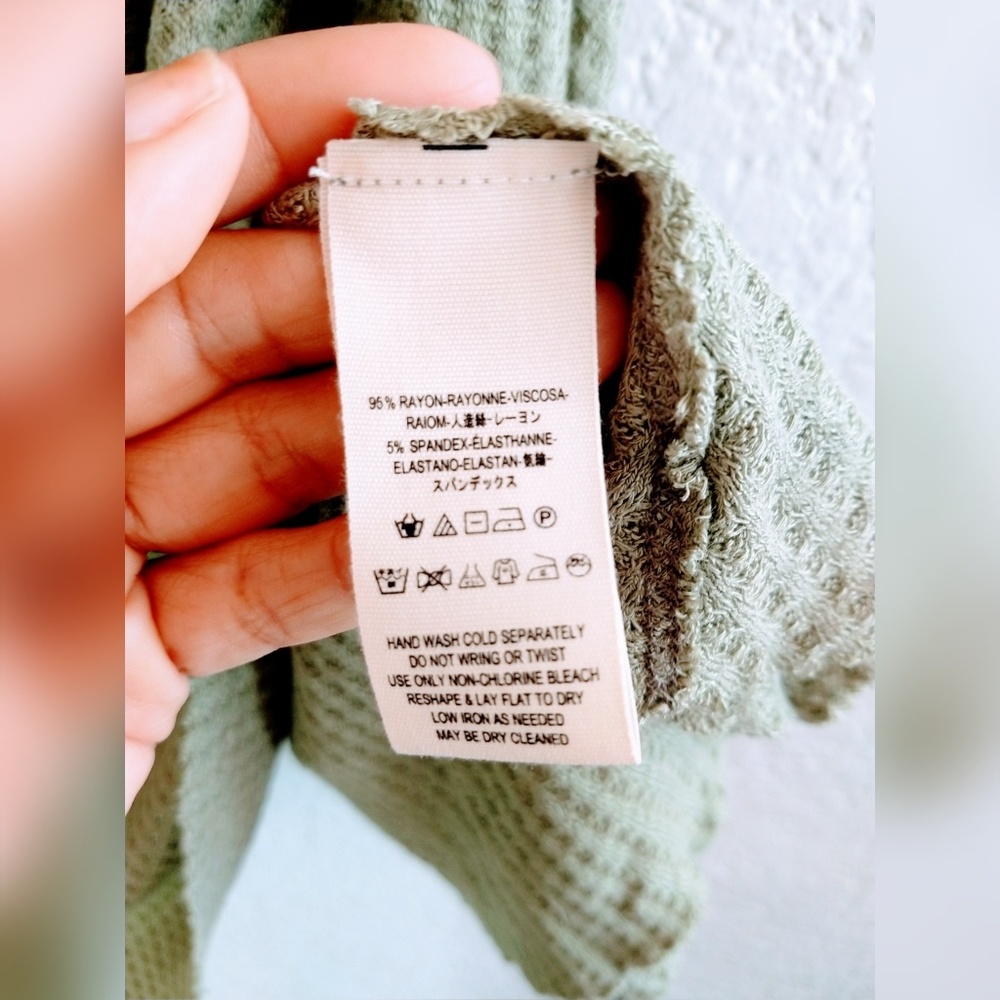 95% RAYON-RAYONNE-VISCOSA-
RAIOM-人造絲-レーヨン
5% SPANDEX-ÉLASTHANNE-
ELASTANO-ELASTAN-氨綸-
スパンデックス
P
HAND WASH COLD SEPARATELY
DO NOT WRING OR TWIST
USE ONLY NON-CHLORINE BLEACH
RESHAPE & LAY FLAT TO DRY
LOW IRON AS NEEDED
MAY BE DRY CLEANED